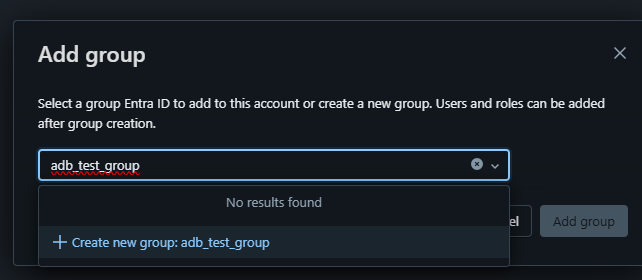 Add group
Select a group Entra ID to add to this account or create a new group. Users and roles can be added
after group creation.
adb_test_group
No results found
el
Add group
+ Create new group: adb_test_group